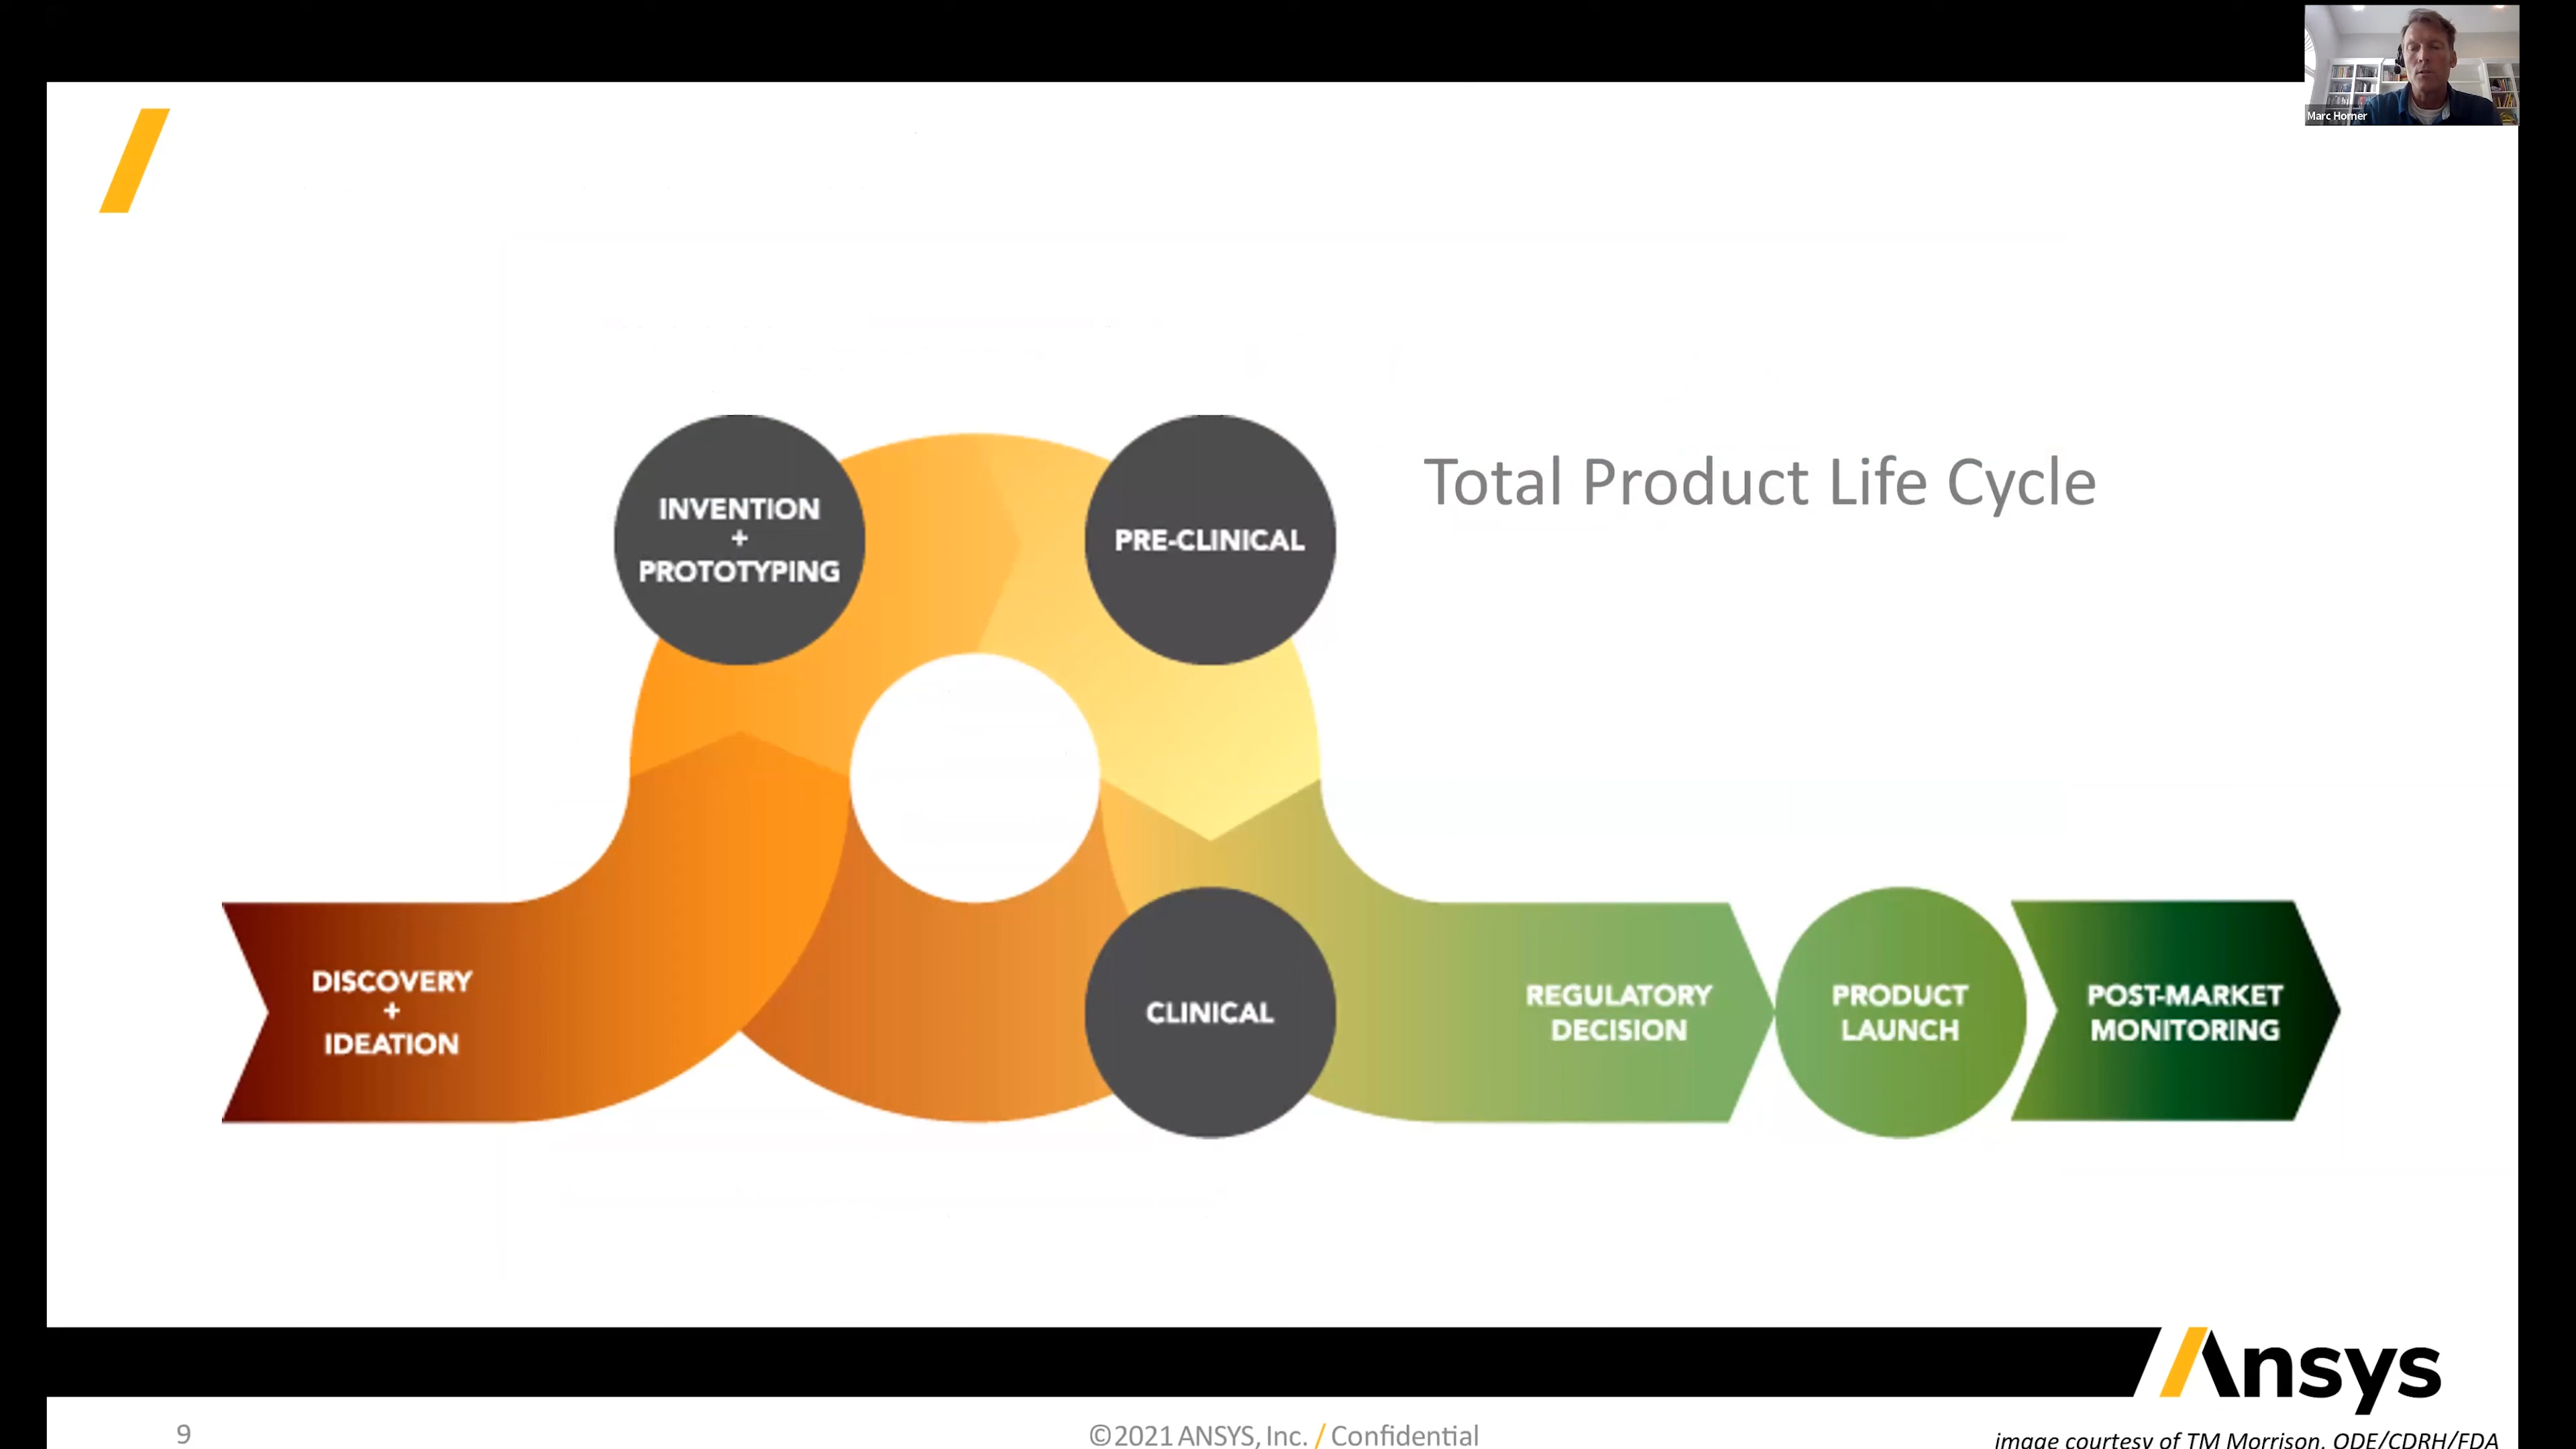 Marc Horner
Total Product Life Cycle
INVENTION
+
PROTOTYPING
PRE-CLINICAL
DISCOVERY
+
IDEATION
CLINICAL
REGULATORY
DECISION
PRODUCT
LAUNCH
POST-MARKET
MONITORING
Ansys
9
©2021 ANSYS, Inc. / Confidential
image courtesy of TM Morrison, ODE/CDRH/FDA